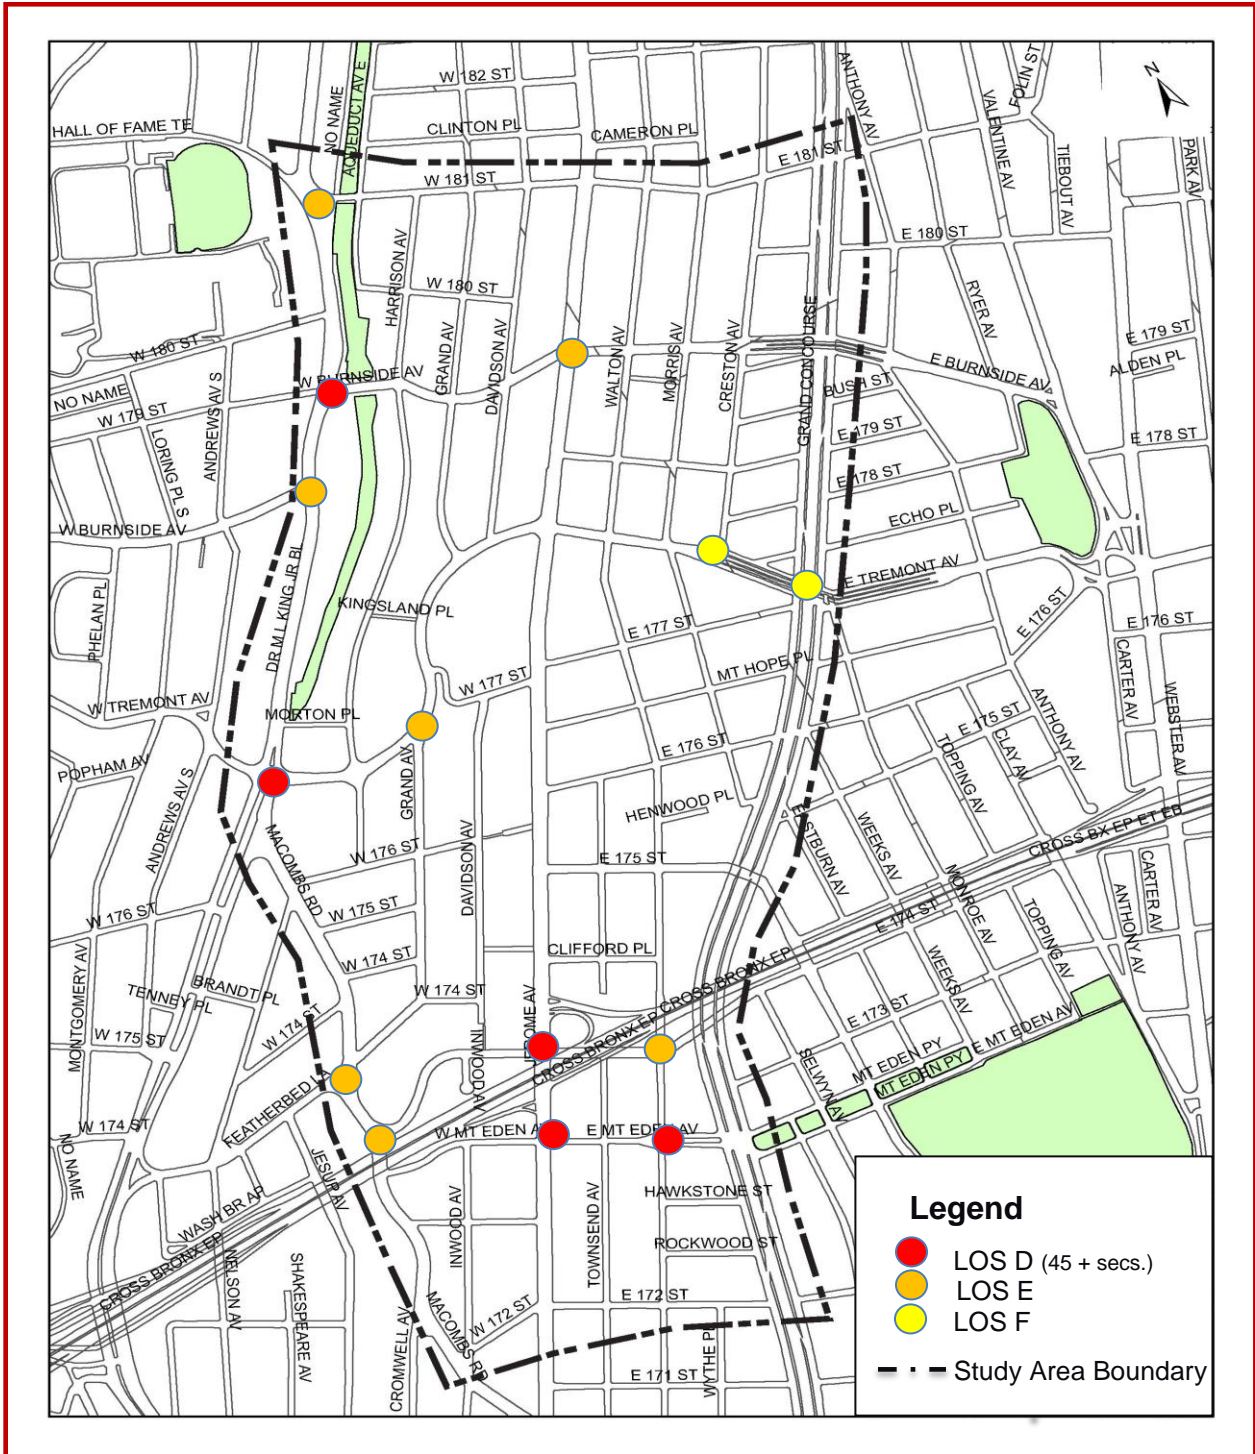 N
W 182 ST
ANTHONY AV
FOLIN ST
VALENTINE AV
NO NAME
AQUEDUCT AV E
HALL OF FAME TE
CLINTON PL
CAMERON PL
TIEBOUT AV
PARK AV
E 181 ST
W 181 ST
E 180 ST
HARRISON AV
W 180 ST
RYER AV
GRAND CONCOURSE
W 180 ST
E 179 ST
ALDEN PL
GRAND AV
DAVIDSON AV
WALTON AV
MORRIS AV
CRESTON AV
E BURNSIDE AV
BUSH ST
W BURNSIDE AV
NO NAME
W 179 ST
ANDREWS AV S
LORING PL S
E 179 ST
E 178 ST
E 178 ST
ECHO PL
W BURNSIDE AV
E TREMONT AV
DR M L KING JR BL
PHELAN PL
KINGSLAND PL
E 177 ST
E 176 ST
E 176 ST
MT HOPE PL
CARTER AV
WEBSTER AV
W 177 ST
W TREMONT AV
MORTON PL
ANTHONY AV
E 175 ST
CLAY AV
TOPPING AV
E 176 ST
POPHAM AV
ANDREWS AV S
GRAND AV
HENWOOD PL
EASTBURN AV
WEEKS AV
CROSS BX EP ET EB
MACOMBS RD
W 176 ST
DAVIDSON AV
E 175 ST
MONROE AV
CARTER AV
ANTHONY AV
W 176 ST
W 175 ST
E 174 ST
TOPPING AV
MONTGOMERY AV
W 174 ST
CLIFFORD PL
WEEKS AV
TENNEY PL
BRANDT PL
W 174 ST
CROSS BRONX EP
E 173 ST
W 175 ST
W 174 ST
INWOOD AV
JEROME AV
CROSS BRONX EP
SELWYN AV
MT EDEN PY
E MT EDEN AV
MT EDEN PY
FEATHERBED LA
W 174 ST
W MT EDEN AV
E MT EDEN AV
NO NAME
JESUP AV
WASH BR AP
INWOOD AV
TOWNSEND AV
HAWKSTONE ST
ROCKWOOD ST
CROSS BRONX EP
NELSON AV
SHAKESPEARE AV
CROMWELL AV
MACOMBS RD
W 172 ST
E 172 ST
WYTHE PL
E 171 ST
Legend
LOS D (45 + secs.)
LOS E
LOS F
Study Area Boundary